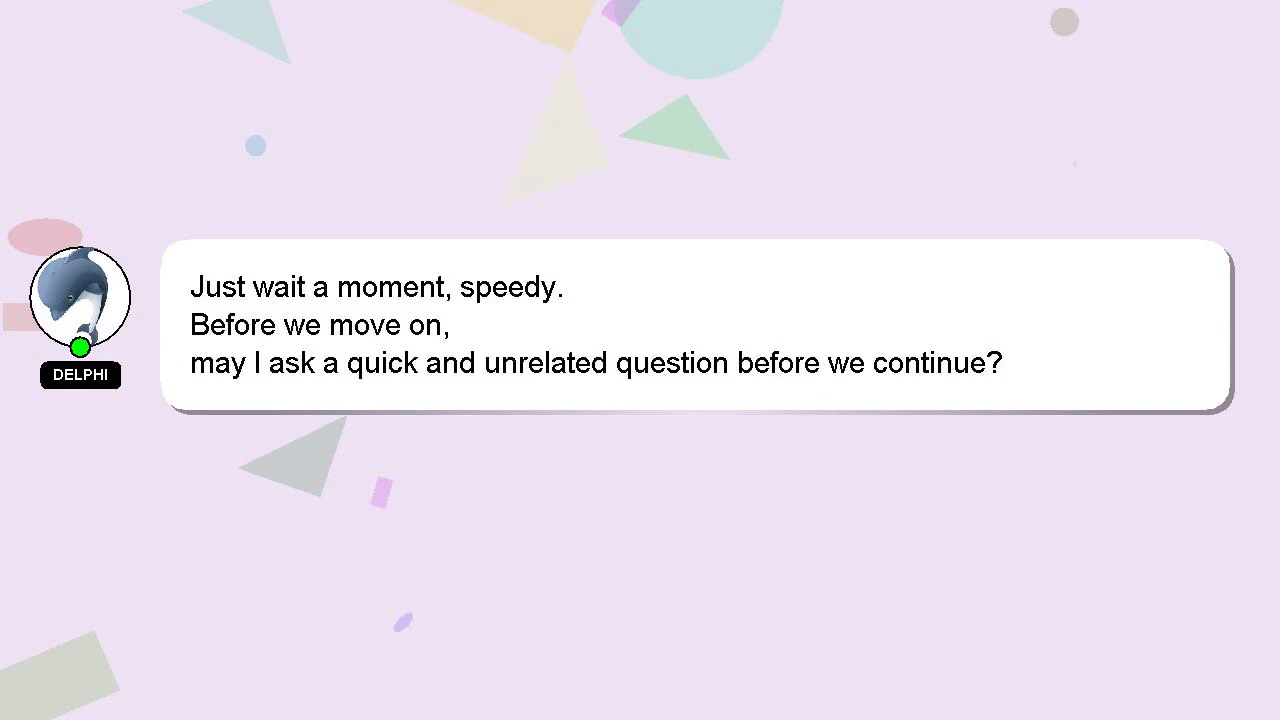 Just wait a moment, speedy.
Before we move on,
may I ask a quick and unrelated question before we continue?
DELPHI